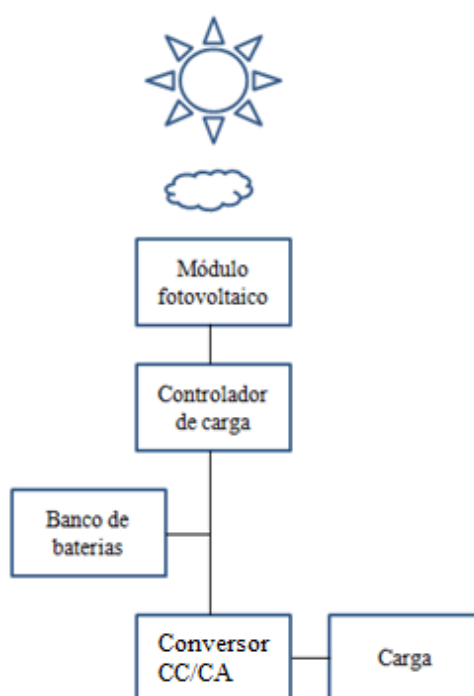 Módulo
fotovoltaico
Controlador
de carga
Banco de
baterias
Conversor
CC/CA
Carga